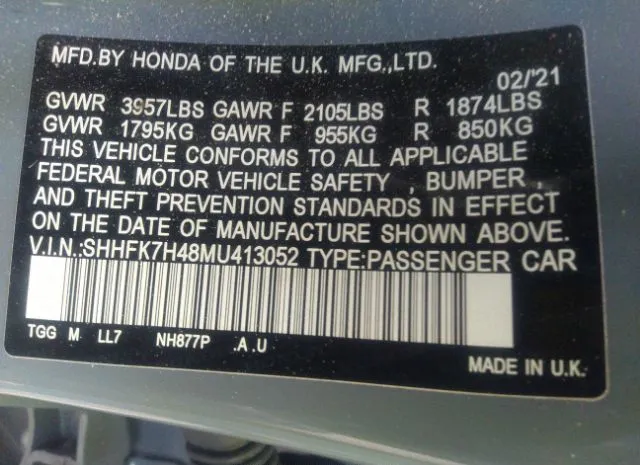 MFD.BY HONDA OF THE U.K. MFG.,LTD.
02/'21
GVWR 3957LBS GAWR F 2105LBS R 1874LBS
GVWR 1795KG GAWR F 955KG R 850KG
THIS VEHICLE CONFORMS TO ALL APPLICABLE
FEDERAL MOTOR VEHICLE SAFETY , BUMPER ,
AND THEFT PREVENTION STANDARDS IN EFFECT
ON THE DATE OF MANUFACTURE SHOWN ABOVE.
V.I.N.:SHHFK7H48MU413052 TYPE:PASSENGER CAR
TGG M LL7 NH877P .A .U
MADE IN U.K.